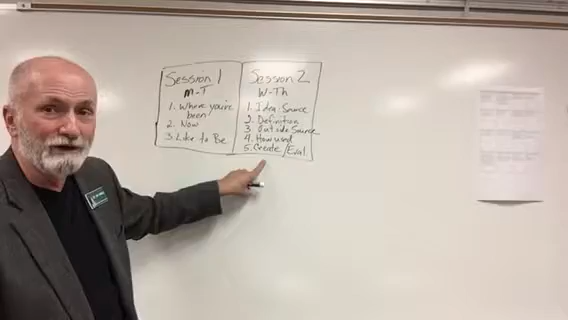 Session 1
M-T
1. Where you're
been
2. Now
3. Like to Be
Session 2
W-Th
1. Idea Source
2. Definition
3. Outside Source
4. How used
5. Create/Eval